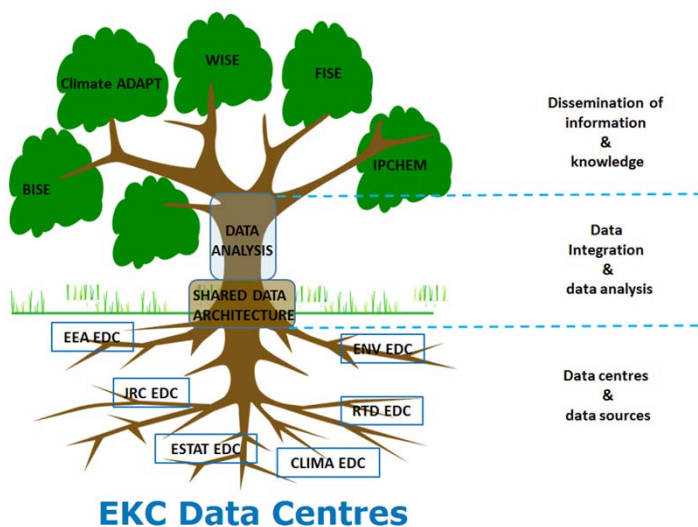 WISE
FISE
Climate ADAPT
IPCHEM
BISE
Dissemination of
information
&
knowledge
DATA
ANALYSIS
Data
Integration
&
data analysis
SHARED DATA
ARCHITECTURE
EEA EDC
ENV EDC
JRC EDC
RTD EDC
Data centres
&
data sources
ESTAT EDC
CLIMA EDC
EKC Data Centres